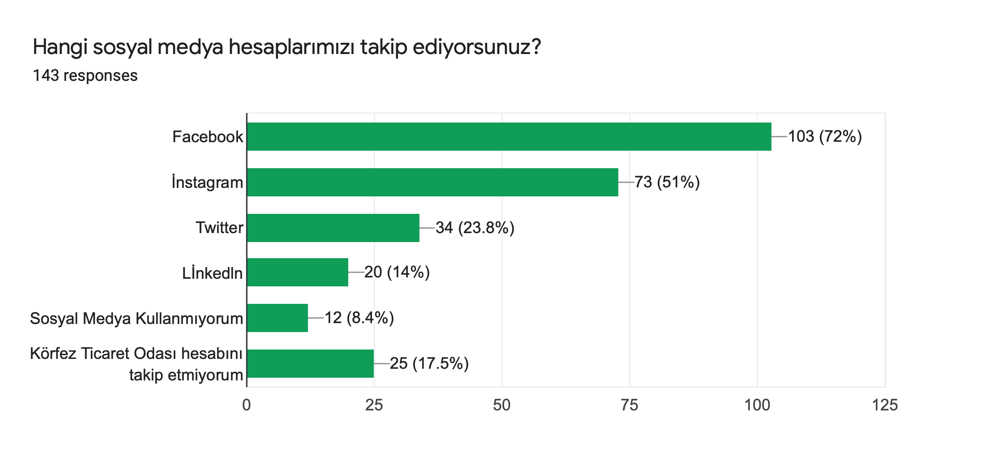 Hangi sosyal medya hesaplarımızı takip ediyorsunuz?
143 responses
Facebook
103 (72%)
İnstagram
73 (51%)
Twitter
34 (23.8%)
Lİnkedln
20 (14%)
Sosyal Medya Kullanmıyorum
12 (8.4%)
Körfez Ticaret Odası hesabını
takip etmiyorum
25 (17.5%)
0 25 50 75 100 125